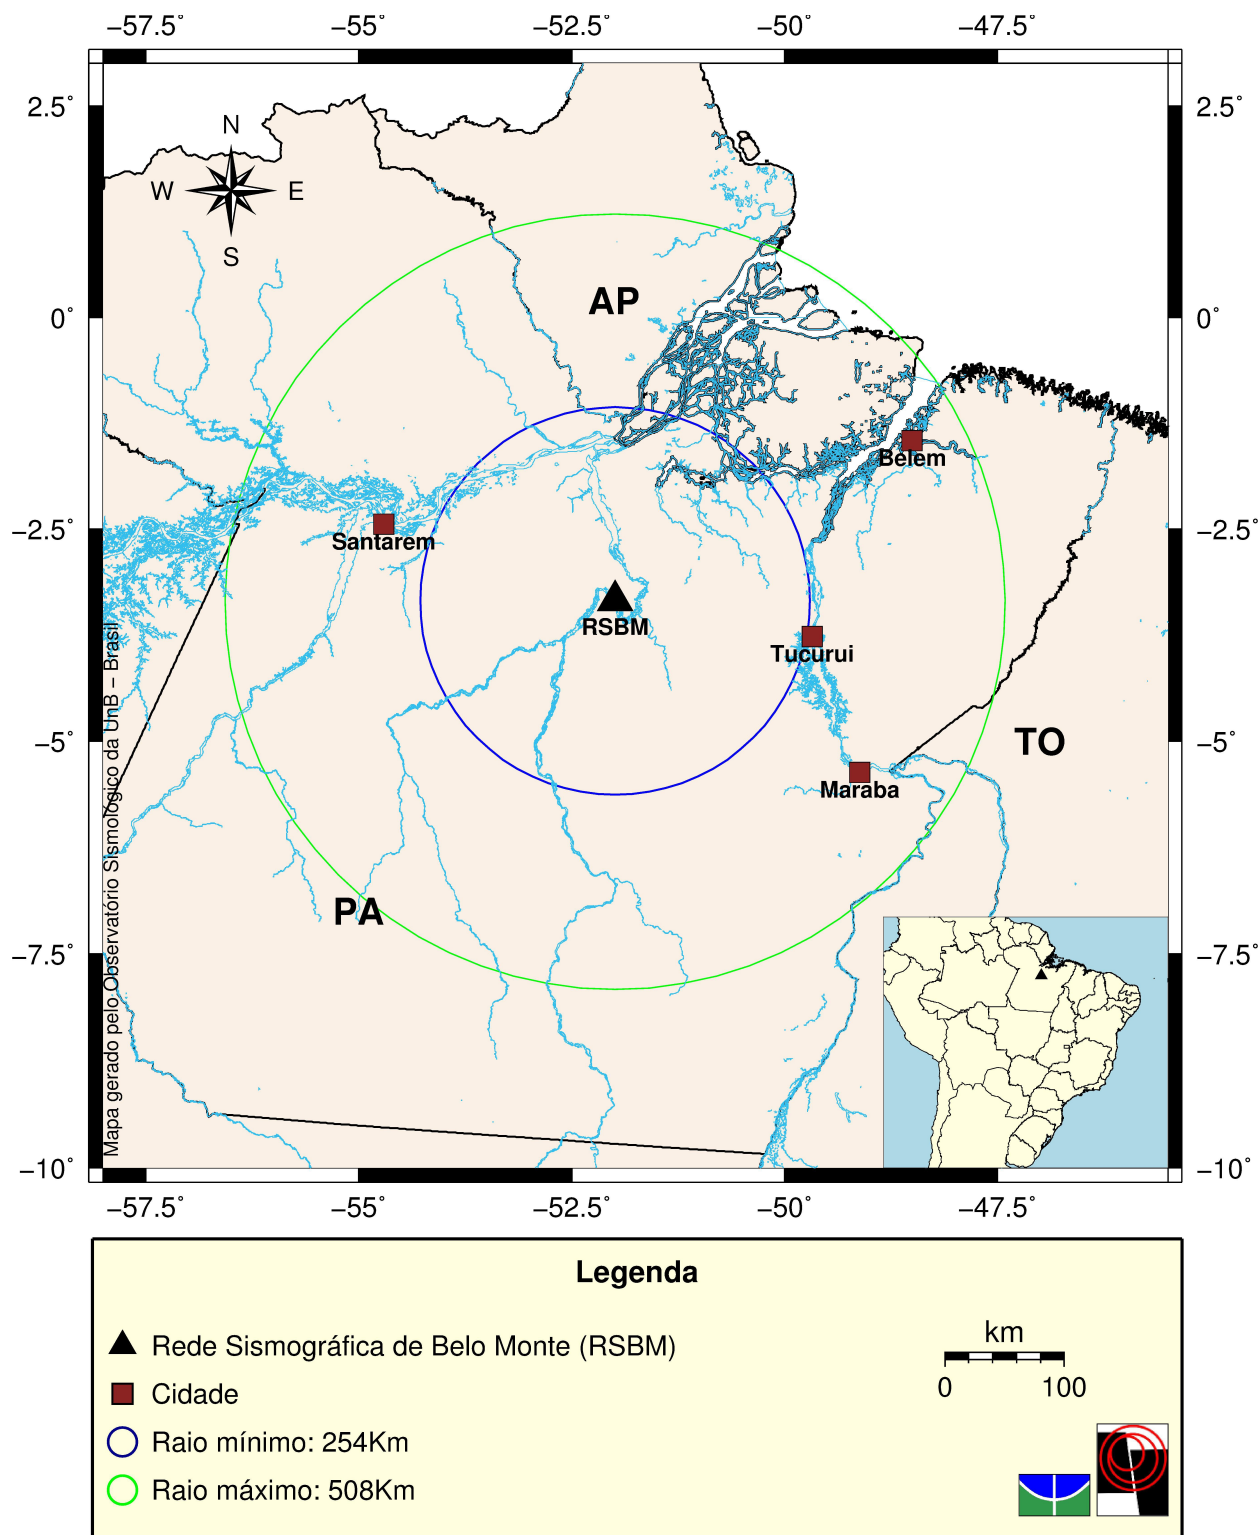 −57.5˚ −55˚ −52.5˚ −50˚ −47.5˚
2.5˚ 2.5˚
N
W E
S
AP
0˚ 0˚
Belem
Santarem
−2.5˚ −2.5˚
RSBM
Tucurui
TO
−5˚ −5˚
Maraba
PA
−7.5˚ −7.5˚
Mapa gerado pelo Observatório Sismológico da UnB − Brasil
−10˚ −10˚
−57.5˚ −55˚ −52.5˚ −50˚ −47.5˚
Legenda
Rede Sismográfica de Belo Monte (RSBM)
Cidade
Raio mínimo: 254Km
Raio máximo: 508Km
km
0 100